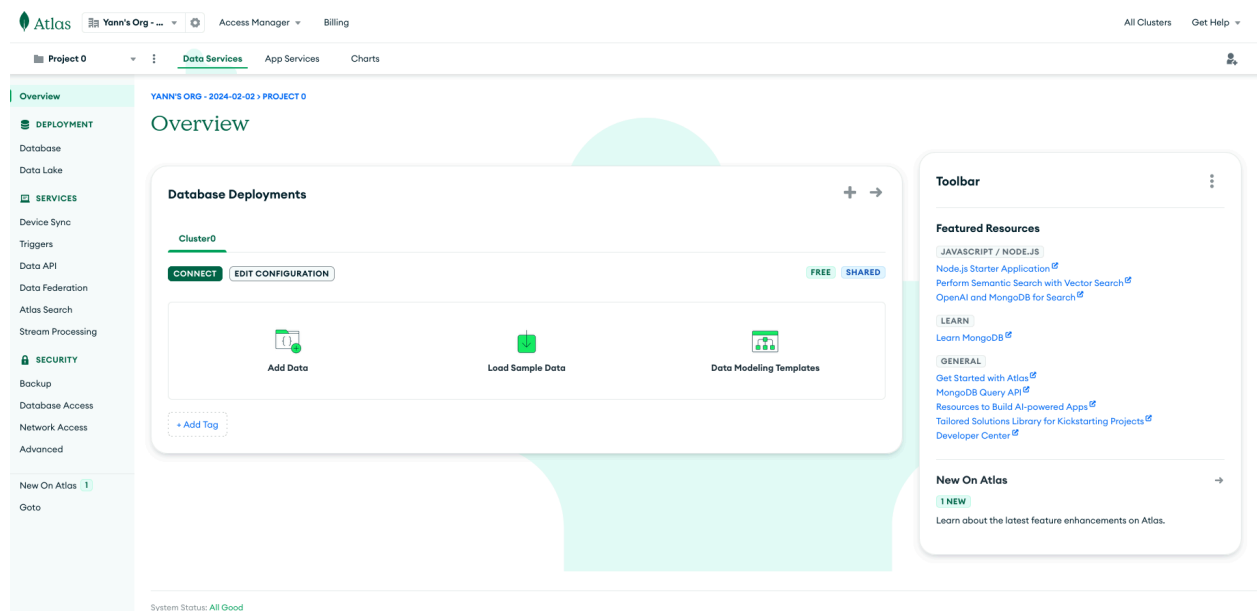 Atlas
Yann's Org - ...
Access Manager
Billing
All Clusters
Get Help
Project 0
Data Services
App Services
Charts
Overview
DEPLOYMENT
Database
Data Lake
SERVICES
Device Sync
Triggers
Data API
Data Federation
Atlas Search
Stream Processing
SECURITY
Backup
Database Access
Network Access
Advanced
New On Atlas 1
Goto
YANN'S ORG - 2024-02-02 > PROJECT 0
Overview
Database Deployments
Cluster0
CONNECT
EDIT CONFIGURATION
FREE
SHARED
{ }
Add Data
Load Sample Data
Data Modeling Templates
+ Add Tag
Toolbar
Featured Resources
JAVASCRIPT / NODE.JS
Node.js Starter Application
Perform Semantic Search with Vector Search
OpenAI and MongoDB for Search
LEARN
Learn MongoDB
GENERAL
Get Started with Atlas
MongoDB Query API
Resources to Build AI-powered Apps
Tailored Solutions Library for Kickstarting Projects
Developer Center
New On Atlas
1 NEW
Learn about the latest feature enhancements on Atlas.
System Status: All Good